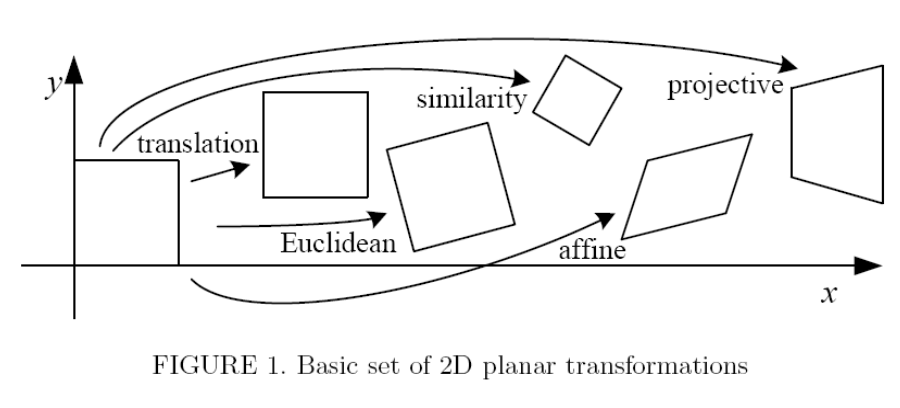 y
projective
similarity
translation
Euclidean
affine
x
FIGURE 1. Basic set of 2D planar transformations